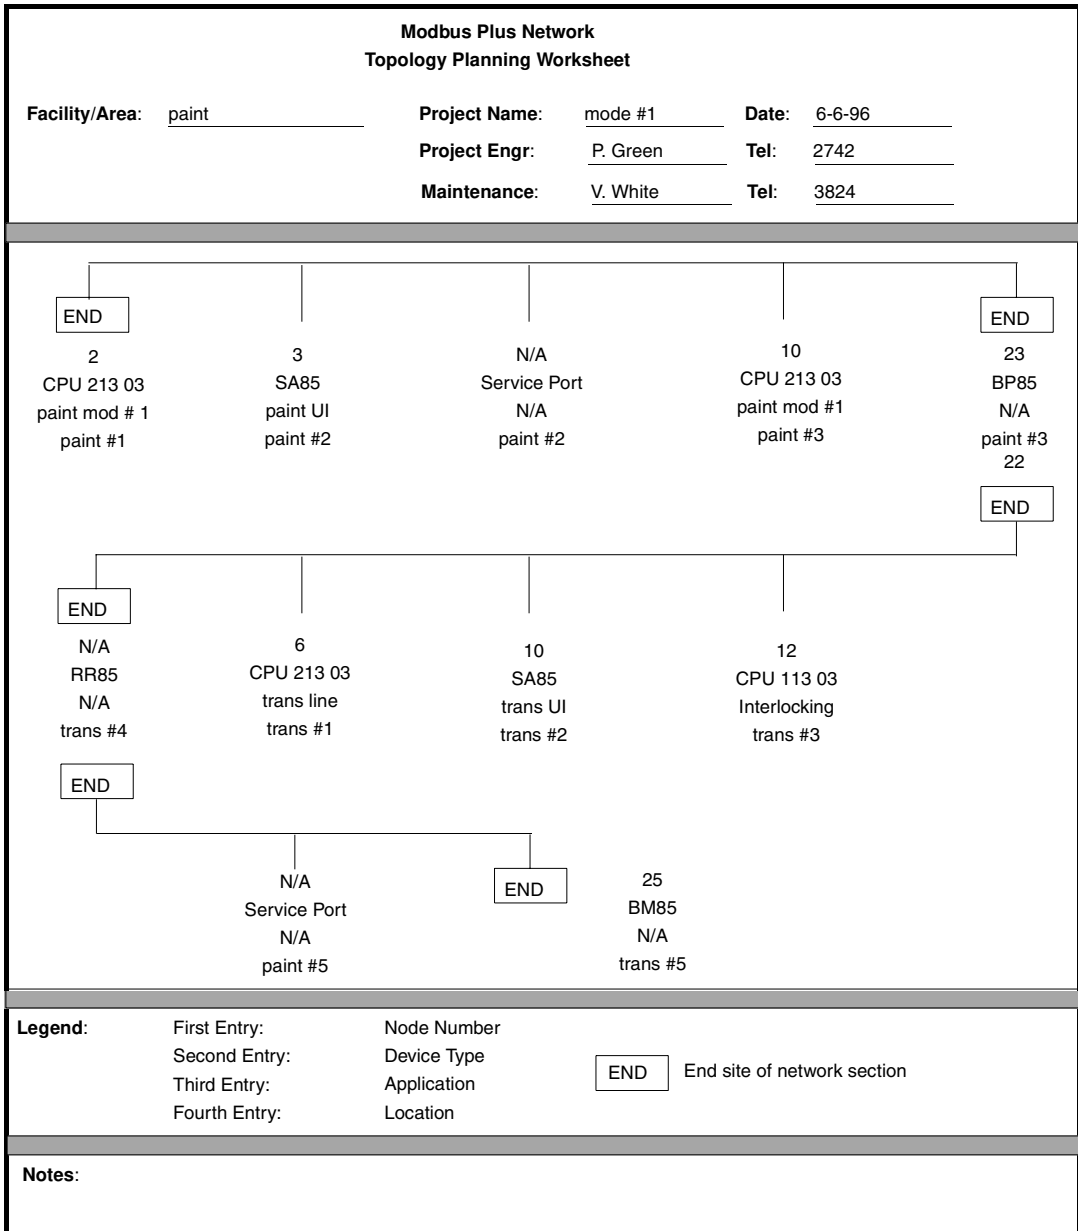 Modbus Plus Network
Topology Planning Worksheet
Facility/Area: paint Project Name: mode #1 Date: 6-6-96
Project Engr: P. Green Tel: 2742
Maintenance: V. White Tel: 3824
END
END
2
CPU 213 03
paint mod # 1
paint #1
3
SA85
paint UI
paint #2
N/A
Service Port
N/A
paint #2
10
CPU 213 03
paint mod #1
paint #3
23
BP85
N/A
paint #3
22
END
END
N/A
RR85
N/A
trans #4
6
CPU 213 03
trans line
trans #1
10
SA85
trans UI
trans #2
12
CPU 113 03
Interlocking
trans #3
END
N/A
Service Port
N/A
paint #5
END
25
BM85
N/A
trans #5
Legend: First Entry: Node Number
Second Entry: Device Type
Third Entry: Application
Fourth Entry: Location
END End site of network section
Notes: